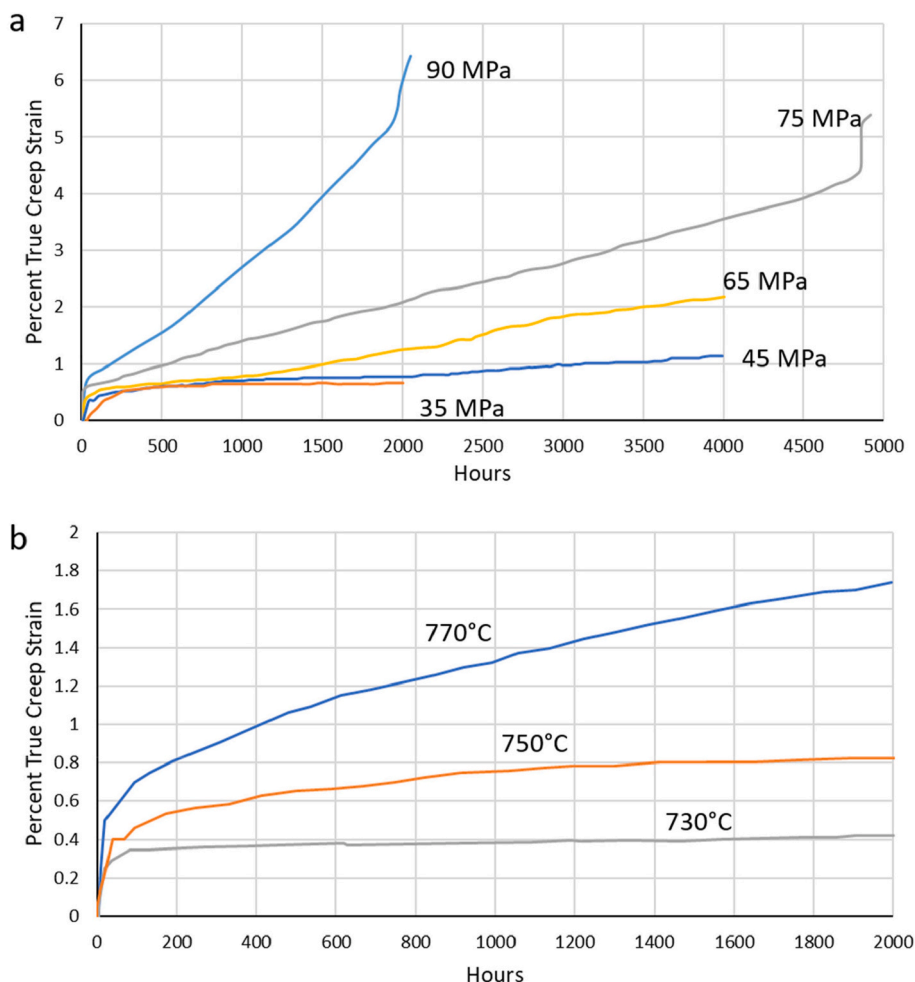 a
7
6
5
4
3
2
1
0
Percent True Creep Strain
90 MPa
75 MPa
65 MPa
45 MPa
35 MPa
0 500 1000 1500 2000 2500 3000 3500 4000 4500 5000
Hours
b
2
1.8
1.6
1.4
1.2
1
0.8
0.6
0.4
0.2
0
Percent True Creep Strain
770°C
750°C
730°C
0 200 400 600 800 1000 1200 1400 1600 1800 2000
Hours